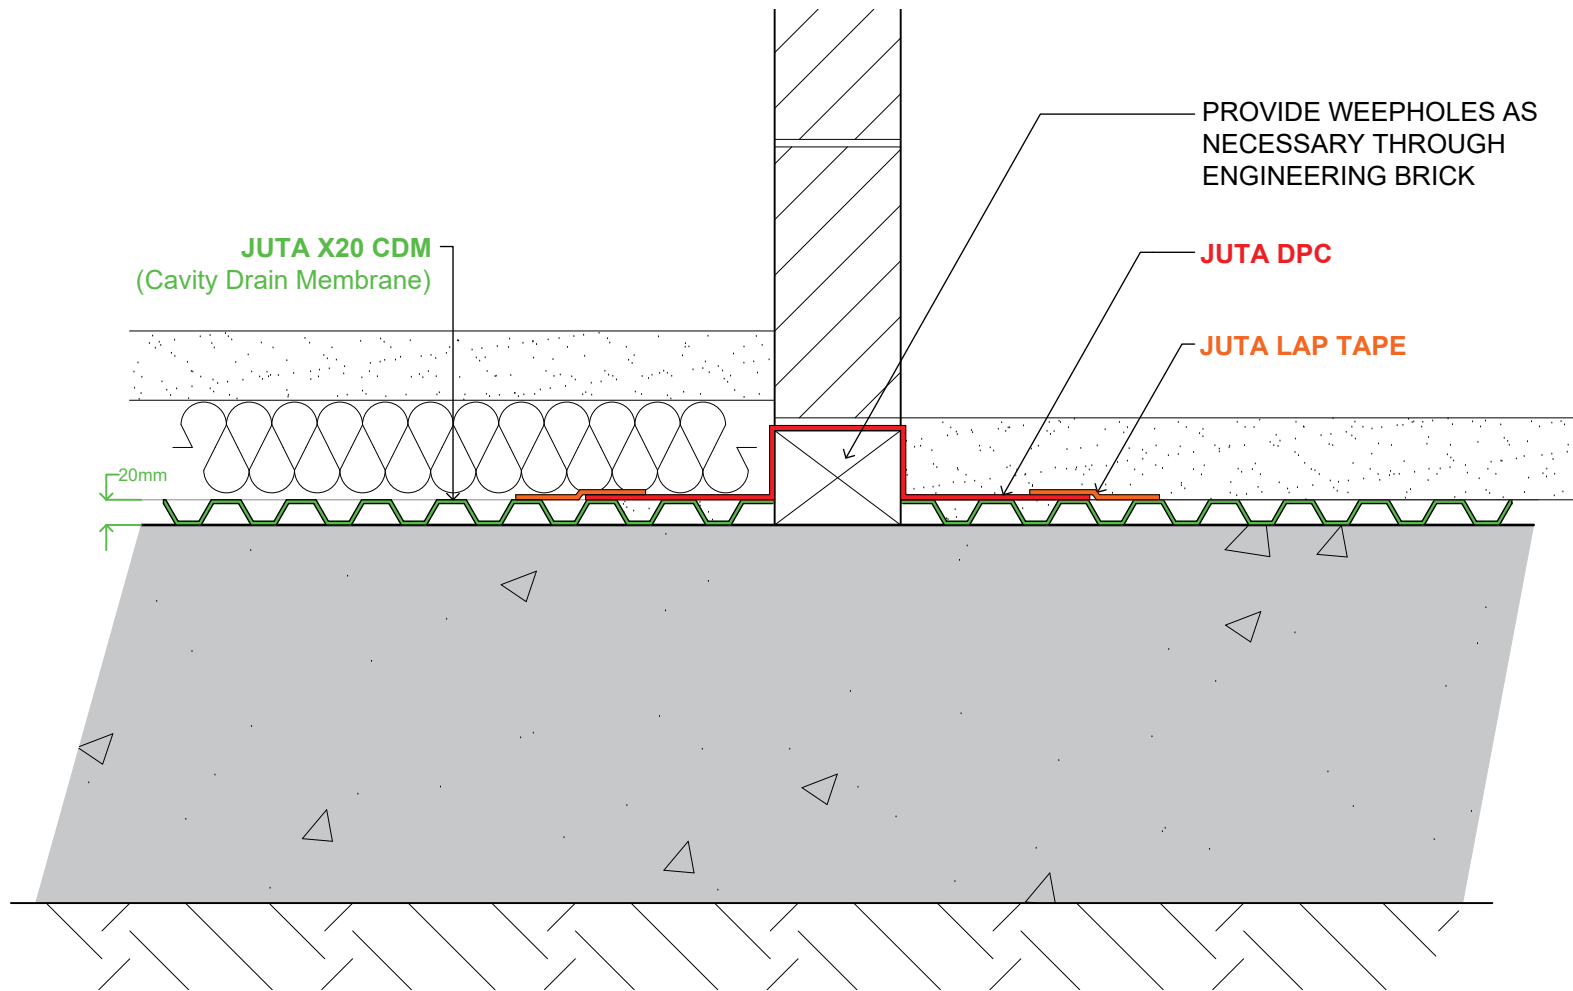 PROVIDE WEEPHOLES AS
NECESSARY THROUGH
ENGINEERING BRICK
JUTA X20 CDM
(Cavity Drain Membrane)
JUTA DPC
JUTA LAP TAPE
20mm